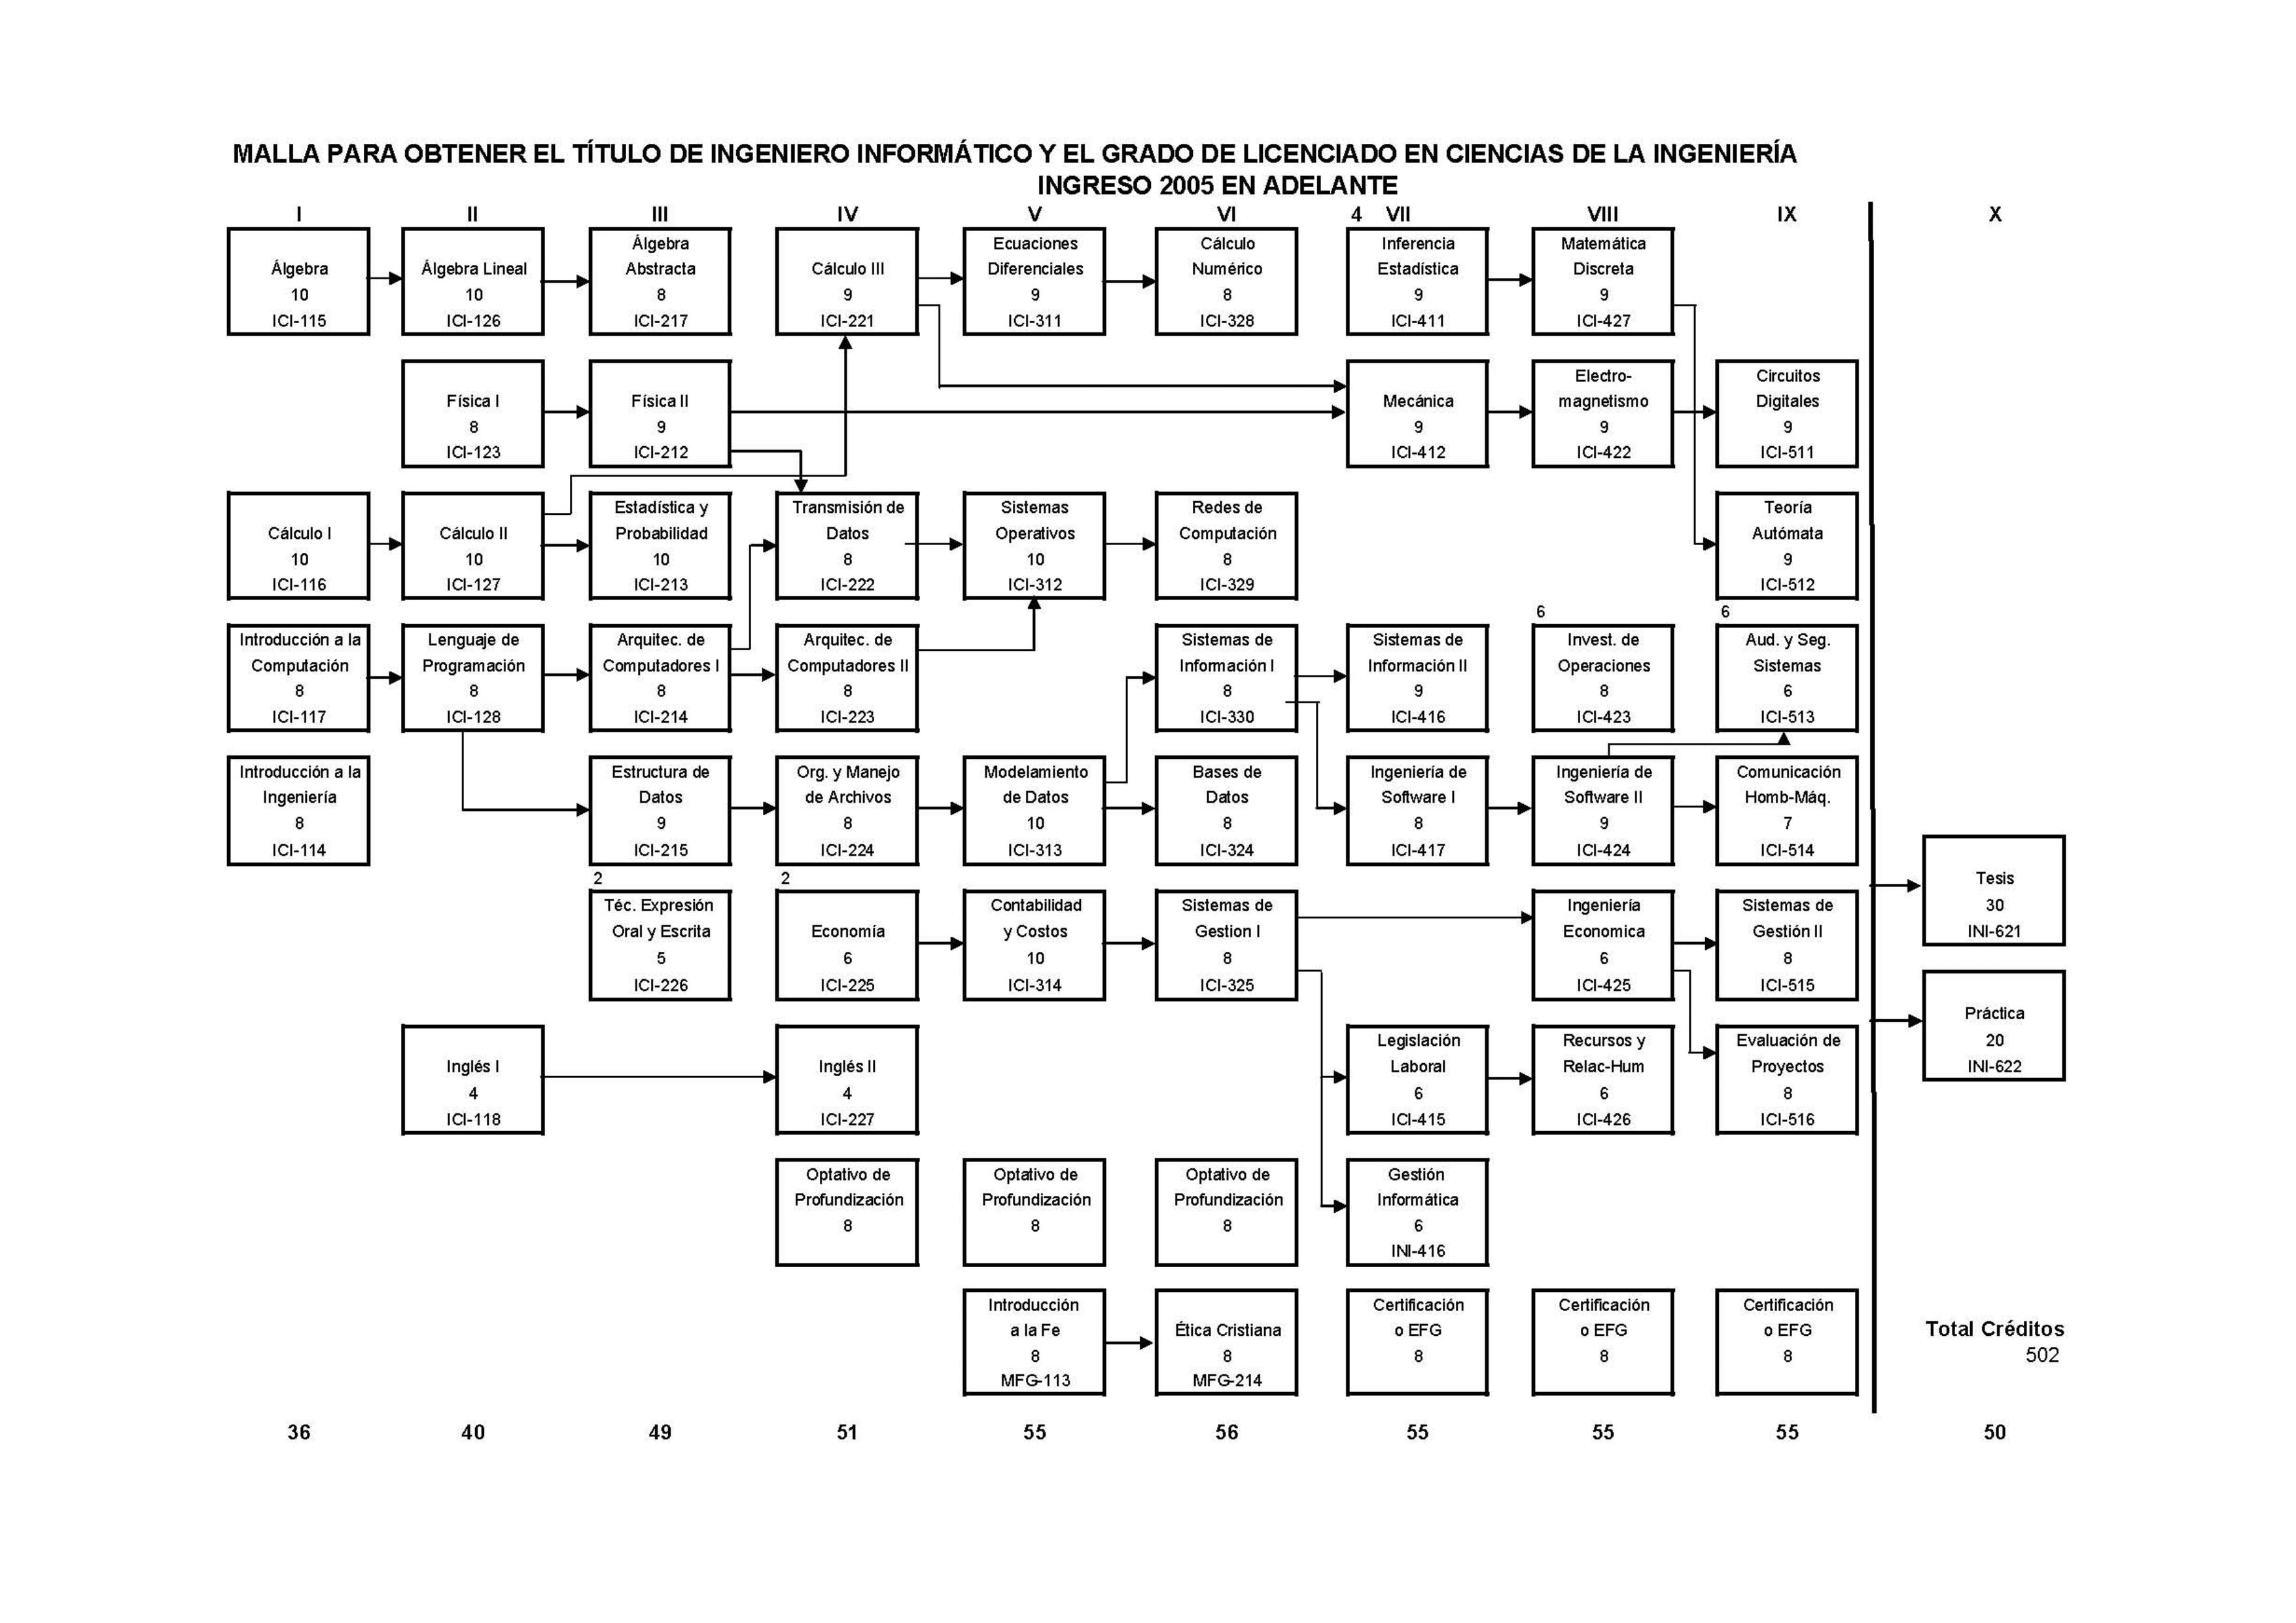 MALLA PARA OBTENER EL TÍTULO DE INGENIERO INFORMÁTICO Y EL GRADO DE LICENCIADO EN CIENCIAS DE LA INGENIERÍA
INGRESO 2005 EN ADELANTE
I II III IV V VI 4 VII VIII IX X
Álgebra
10
ICI-115
Álgebra Lineal
10
ICI-126
Álgebra
Abstracta
8
ICI-217
Cálculo III
9
ICI-221
Ecuaciones
Diferenciales
9
ICI-311
Cálculo
Numérico
8
ICI-328
Inferencia
Estadística
9
ICI-411
Matemática
Discreta
9
ICI-427
Física I
8
ICI-123
Física II
9
ICI-212
Mecánica
9
ICI-412
Electro-
magnetismo
9
ICI-422
Circuitos
Digitales
9
ICI-511
Cálculo I
10
ICI-116
Cálculo II
10
ICI-127
Estadística y
Probabilidad
10
ICI-213
Transmisión de
Datos
8
ICI-222
Sistemas
Operativos
10
ICI-312
Redes de
Computación
8
ICI-329
Teoría
Autómata
9
ICI-512
Introducción a la
Computación
8
ICI-117
Lenguaje de
Programación
8
ICI-128
Arquitec. de
Computadores I
8
ICI-214
Arquitec. de
Computadores II
8
ICI-223
Sistemas de
Información I
8
ICI-330
Sistemas de
Información II
9
ICI-416
6
Invest. de
Operaciones
8
ICI-423
6
Aud. y Seg.
Sistemas
6
ICI-513
Introducción a la
Ingeniería
8
ICI-114
Estructura de
Datos
9
ICI-215
Org. y Manejo
de Archivos
8
ICI-224
Modelamiento
de Datos
10
ICI-313
Bases de
Datos
8
ICI-324
Ingeniería de
Software I
8
ICI-417
Ingeniería de
Software II
9
ICI-424
Comunicación
Homb-Máq.
7
ICI-514
2
Téc. Expresión
Oral y Escrita
5
ICI-226
2
Economía
6
ICI-225
Contabilidad
y Costos
10
ICI-314
Sistemas de
Gestion I
8
ICI-325
Ingeniería
Economica
6
ICI-425
Sistemas de
Gestión II
8
ICI-515
Tesis
30
INI-621
Inglés I
4
ICI-118
Inglés II
4
ICI-227
Legislación
Laboral
6
ICI-415
Recursos y
Relac-Hum
6
ICI-426
Evaluación de
Proyectos
8
ICI-516
Práctica
20
INI-622
Optativo de
Profundización
8
Optativo de
Profundización
8
Optativo de
Profundización
8
Gestión
Informática
6
INI-416
Introducción
a la Fe
8
MFG-113
Ética Cristiana
8
MFG-214
Certificación
o EFG
8
Certificación
o EFG
8
Certificación
o EFG
8
Total Créditos
502
36 40 49 51 55 56 55 55 55 50